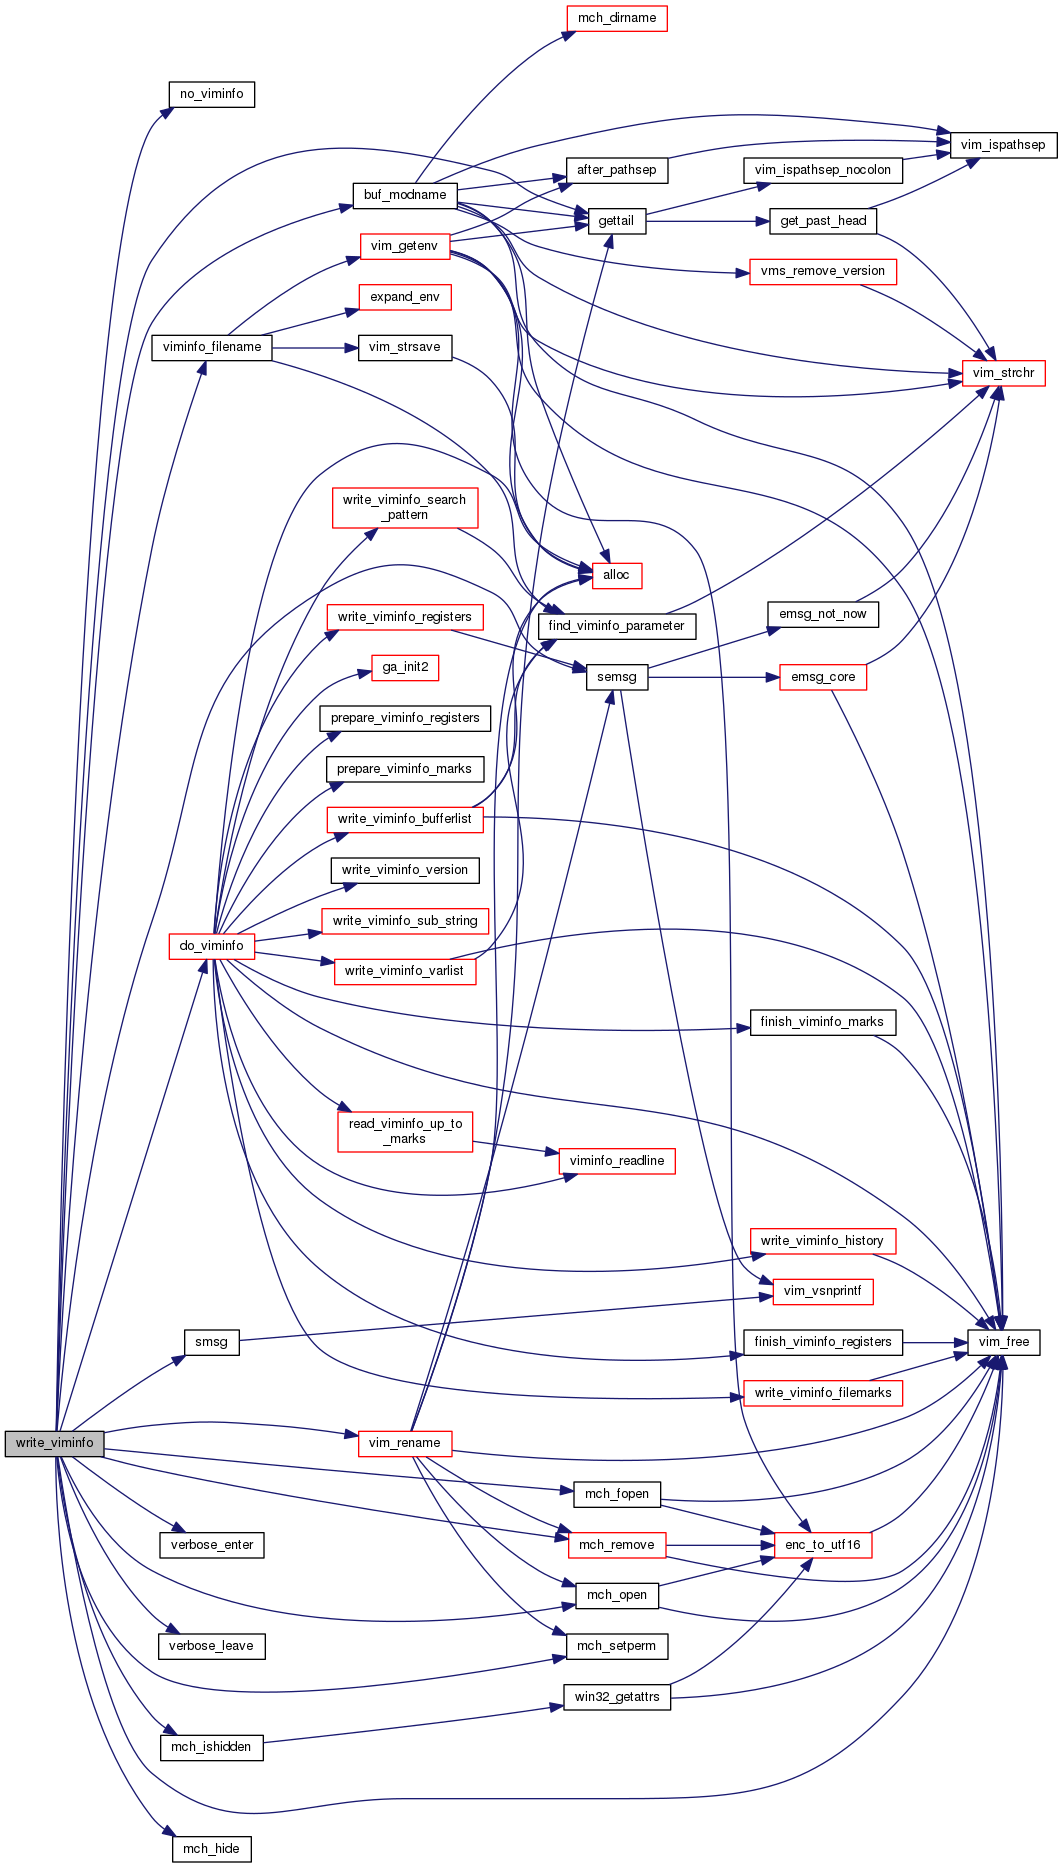 mch_dirname
no_viminfo
vim_ispathsep
after_pathsep
vim_ispathsep_nocolon
buf_modname
gettail
get_past_head
vim_getenv
vms_remove_version
expand_env
viminfo_filename
vim_strsave
vim_strchr
write_viminfo_search
_pattern
alloc
write_viminfo_registers
find_viminfo_parameter
emsg_not_now
ga_init2
semsg
emsg_core
prepare_viminfo_registers
prepare_viminfo_marks
write_viminfo_bufferlist
write_viminfo_version
write_viminfo_sub_string
do_viminfo
write_viminfo_varlist
finish_viminfo_marks
read_viminfo_up_to
_marks
viminfo_readline
write_viminfo_history
vim_vsnprintf
smsg
finish_viminfo_registers
vim_free
write_viminfo_filemarks
write_viminfo
vim_rename
mch_fopen
verbose_enter
mch_remove
enc_to_utf16
mch_open
verbose_leave
mch_setperm
win32_getattrs
mch_ishidden
mch_hide